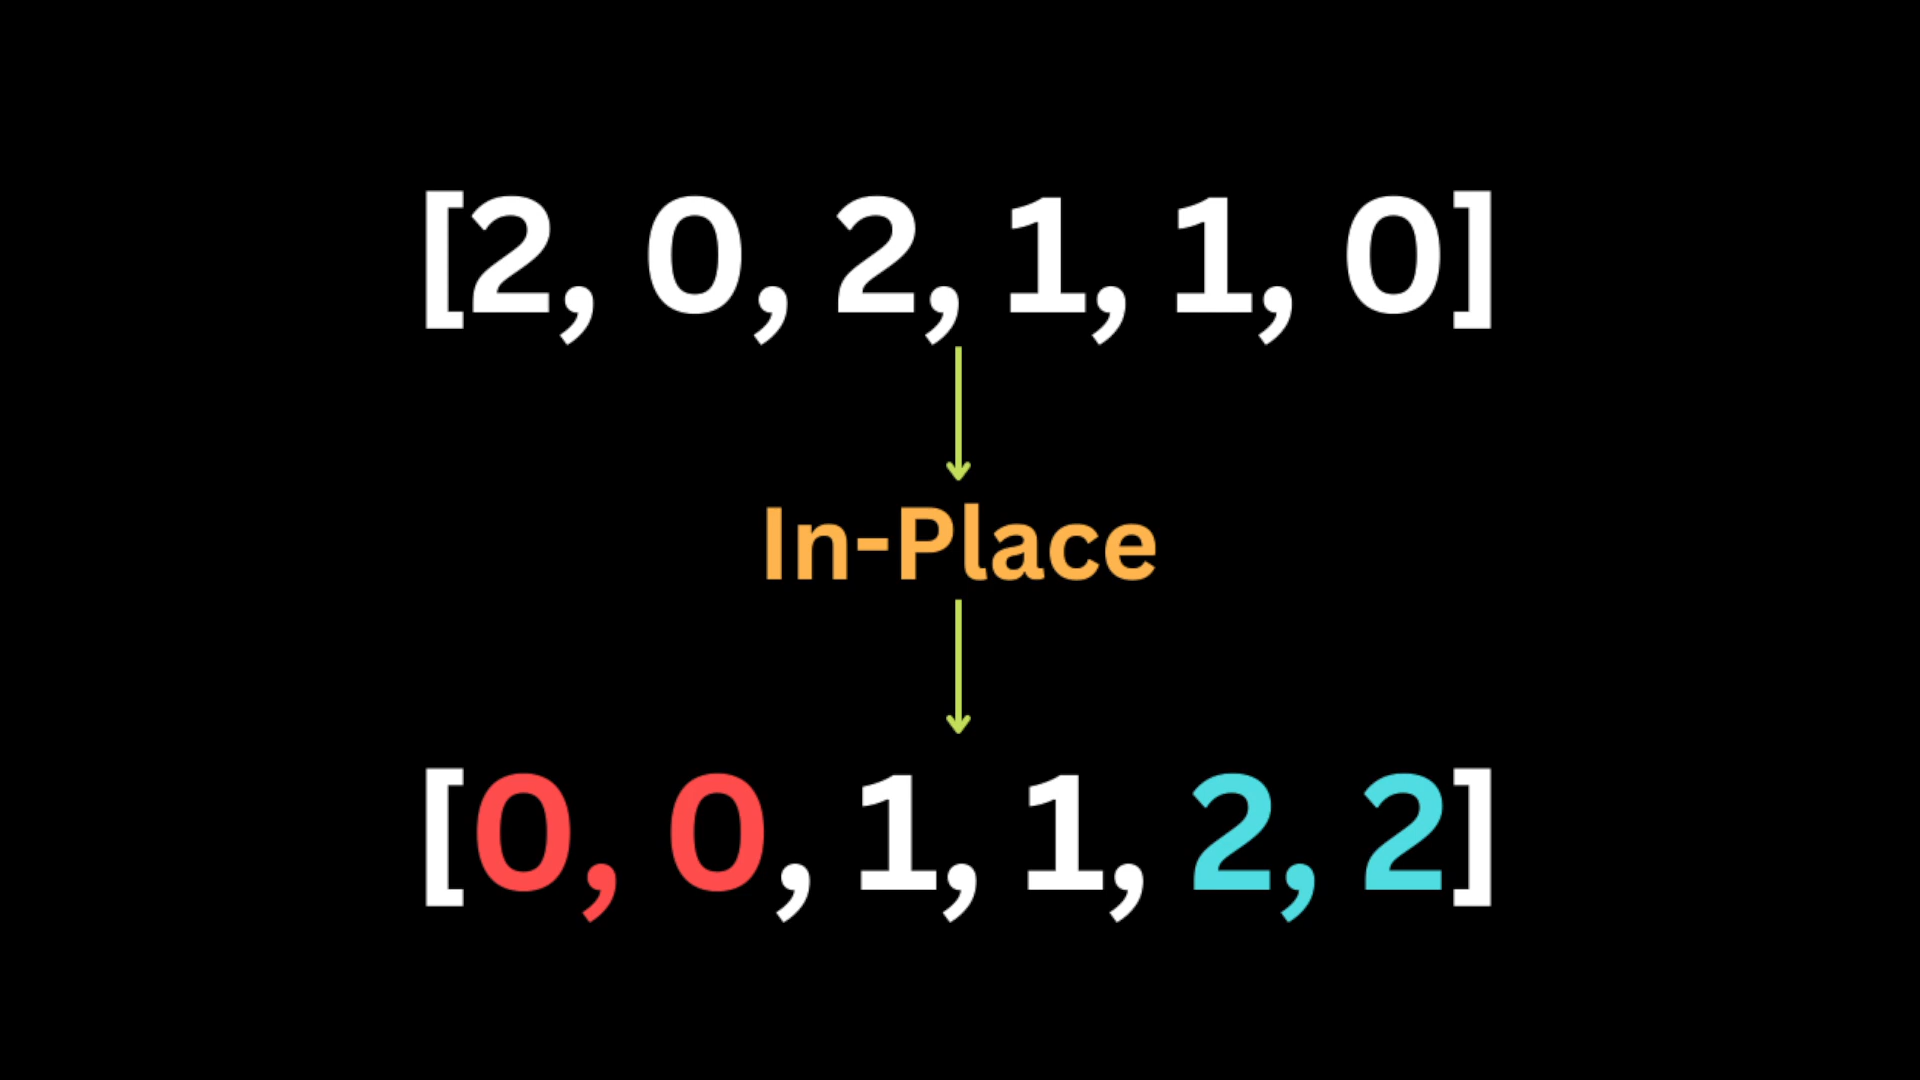 [2, 0, 2, 1, 1, 0]
In-Place
[0, 0, 1, 1, 2, 2]